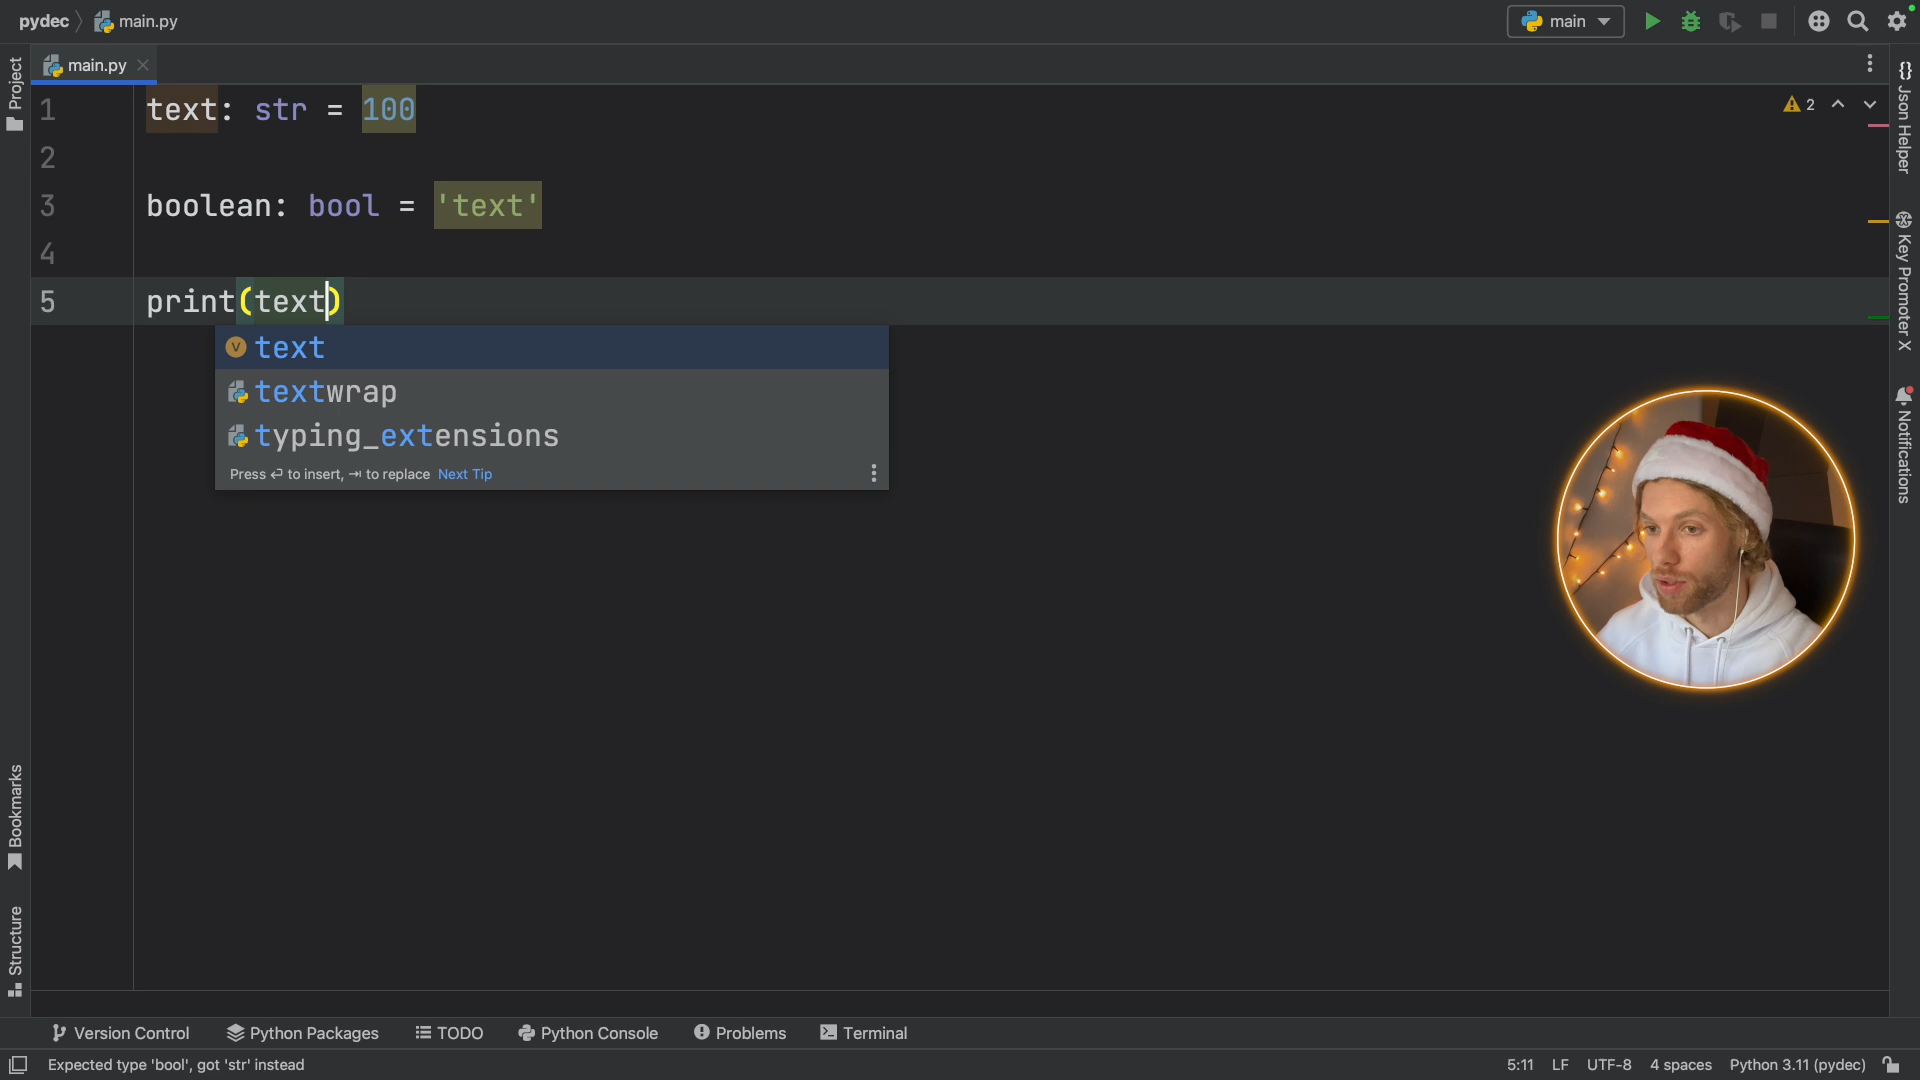 pydec main.py main
main.py
Project
1 text: str = 100 2
2
3 boolean: bool = 'text'
4
5 print(text)
text
textwrap
typing_extensions
Press ↵ to insert, ⇥ to replace Next Tip
{} Json Helper
Key Promoter X
Notifications
Bookmarks
Structure
Version Control Python Packages TODO Python Console Problems Terminal
Expected type 'bool', got 'str' instead 5:11 LF UTF-8 4 spaces Python 3.11 (pydec)